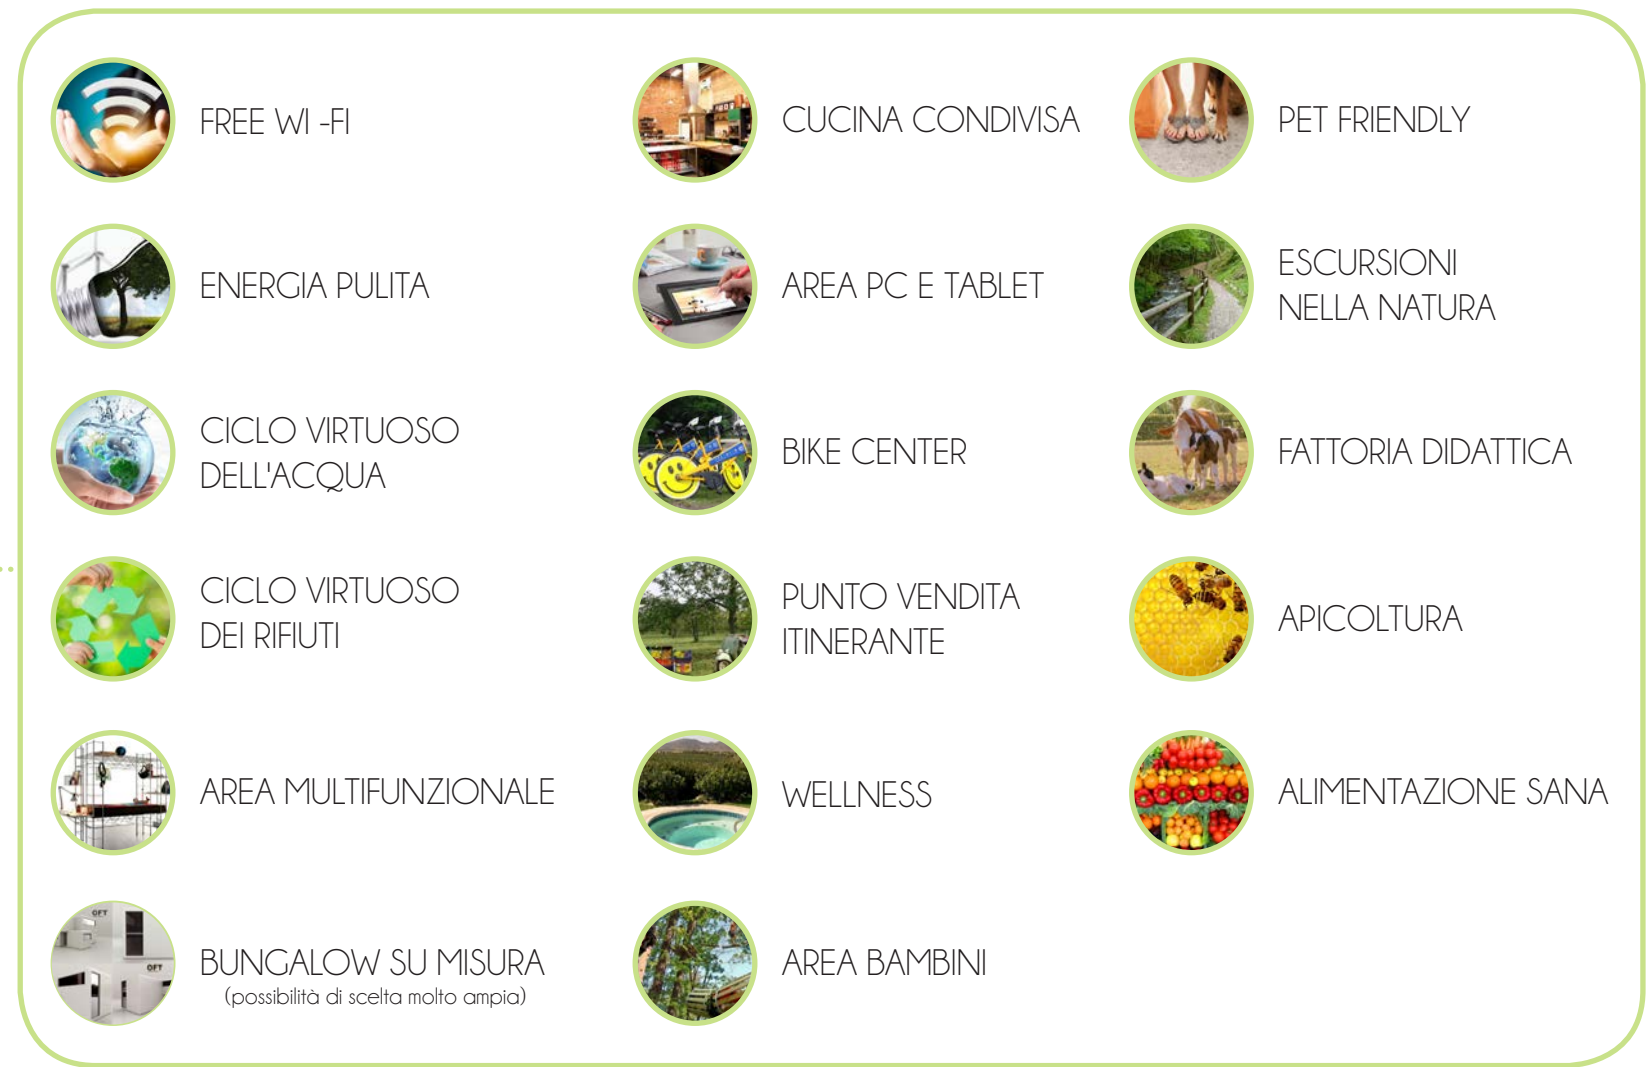 FREE WI -FI
ENERGIA PULITA
CICLO VIRTUOSO
DELL'ACQUA
CICLO VIRTUOSO
DEI RIFIUTI
AREA MULTIFUNZIONALE
OFT
OFT
BUNGALOW SU MISURA
(possibilità di scelta molto ampia)
CUCINA CONDIVISA
AREA PC E TABLET
BIKE CENTER
PUNTO VENDITA
ITINERANTE
WELLNESS
AREA BAMBINI
PET FRIENDLY
ESCURSIONI
NELLA NATURA
FATTORIA DIDATTICA
APICOLTURA
ALIMENTAZIONE SANA